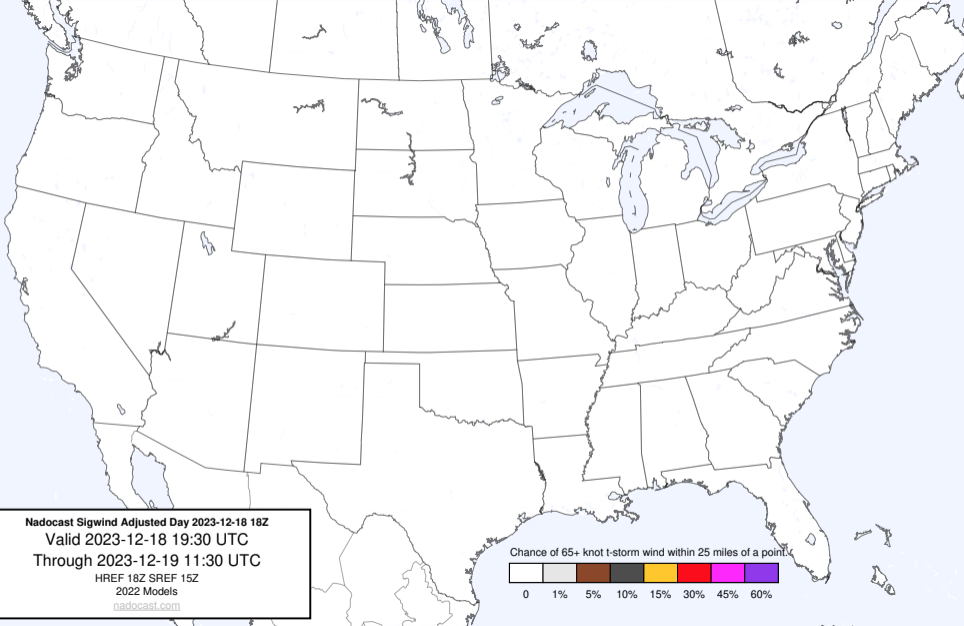 Nadocast Sigwind Adjusted Day 2023-12-18 18Z
Valid 2023-12-18 19:30 UTC
Through 2023-12-19 11:30 UTC
HREF 18Z SREF 15Z
2022 Models
nadocast.com
Chance of 65+ knot t-storm wind within 25 miles of a point.
0 1% 5% 10% 15% 30% 45% 60%